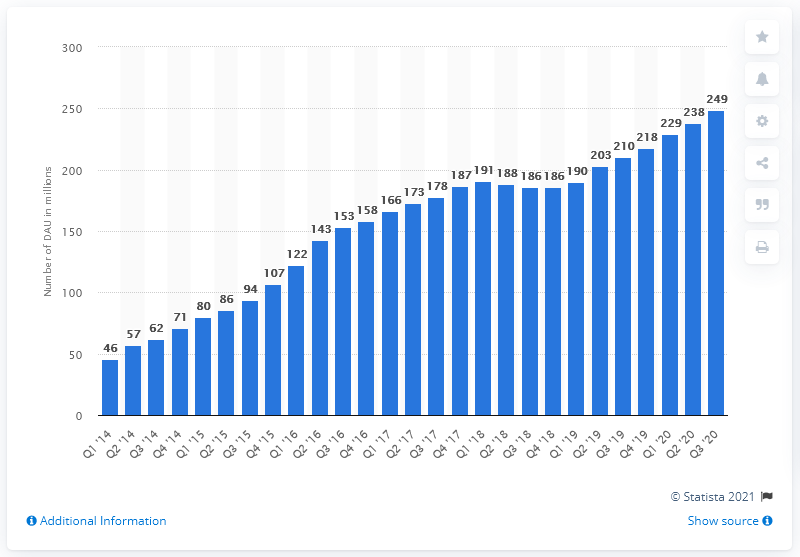 300
250
200
150
100
50
0
Number of DAU in millions
46
57
62
71
80
86
94
107
122
143
153
158
166
173
178
187
191
188
186
186
190
203
210
218
229
238
249
Q1 '14
Q2 '14
Q3 '14
Q4 '14
Q1 '15
Q2 '15
Q3 '15
Q4 '15
Q1 '16
Q2 '16
Q3 '16
Q4 '16
Q1 '17
Q2 '17
Q3 '17
Q4 '17
Q1 '18
Q2 '18
Q3 '18
Q4 '18
Q1 '19
Q2 '19
Q3 '19
Q4 '19
Q1 '20
Q2 '20
Q3 '20
© Statista 2021
Additional Information
Show source